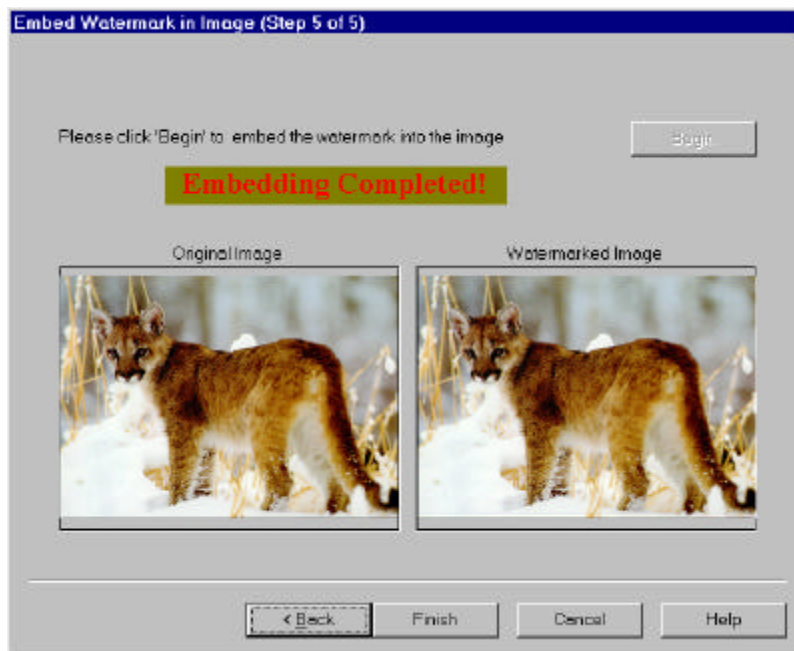 Embed Watermark in Image (Step 5 of 5)
Please click 'Begin' to embed the watermark into the image
Begin
Embedding Completed!
Original Image
Watermarked Image
< Back
Finish
Cancel
Help